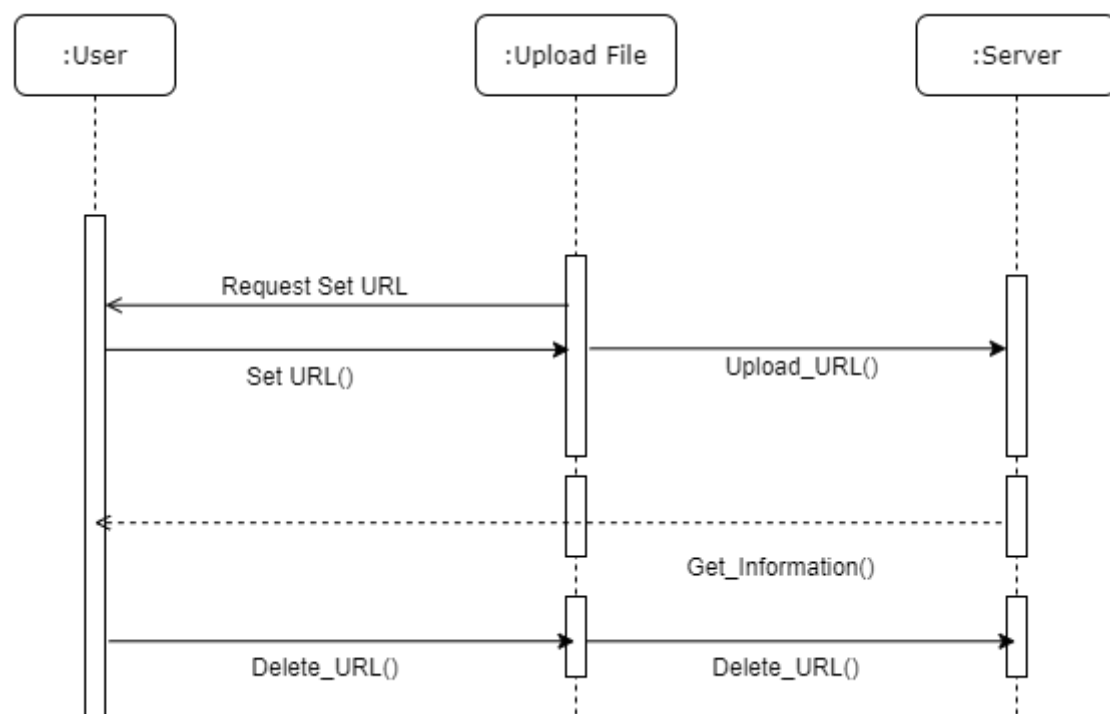 :User
:Upload File
:Server
Request Set URL
Set URL()
Upload_URL()
Get_Information()
Delete_URL()
Delete_URL()